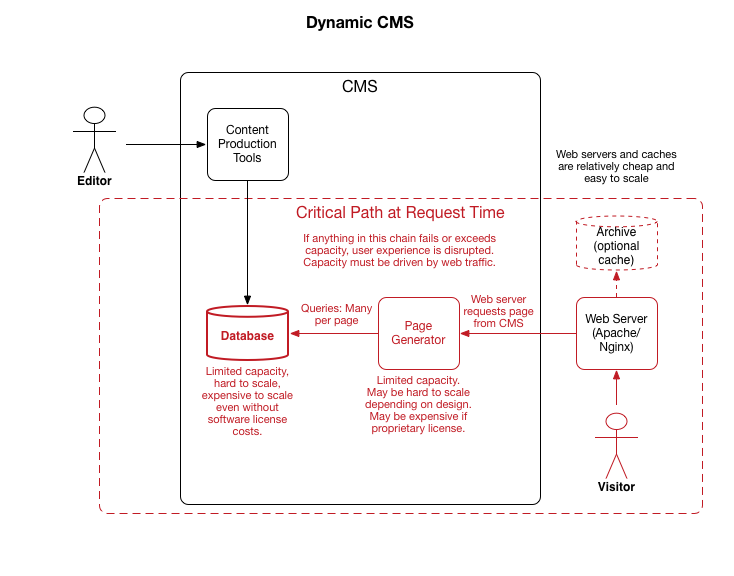 Dynamic CMS
CMS
Content
Production
Tools
Editor
Web servers and caches
are relatively cheap and
easy to scale
Critical Path at Request Time
If anything in this chain fails or exceeds
capacity, user experience is disrupted.
Capacity must be driven by web traffic.
Archive
(optional
cache)
Queries: Many
per page
Web server
requests page
from CMS
Database
Page
Generator
Web Server
(Apache/
Nginx)
Limited capacity,
hard to scale,
expensive to scale
even without
software license
costs.
Limited capacity.
May be hard to scale
depending on design.
May be expensive if
proprietary license.
Visitor